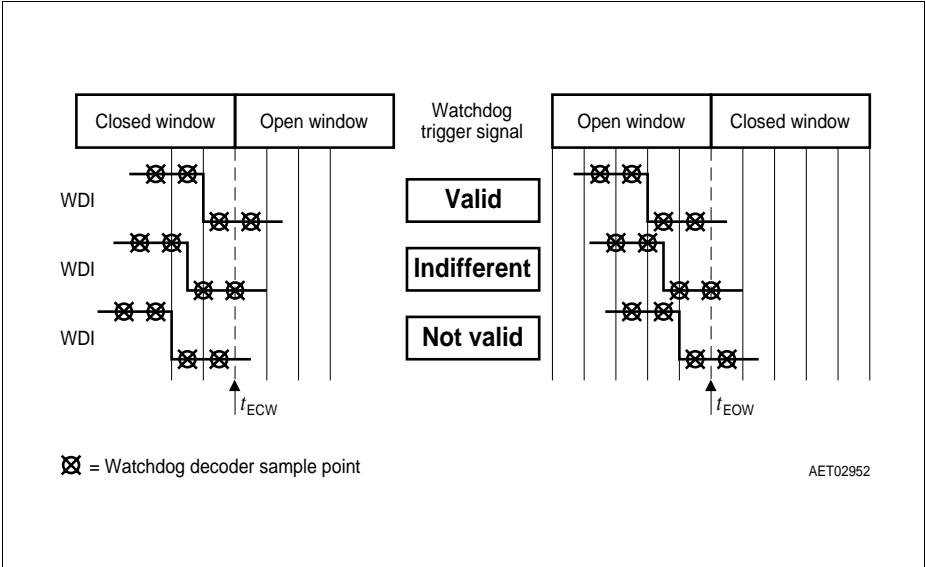 Closed window
Open window
Watchdog
trigger signal
Open window
Closed window
WDI
Valid
WDI
Indifferent
WDI
Not valid
tECW
tEOW
= Watchdog decoder sample point
AET02952